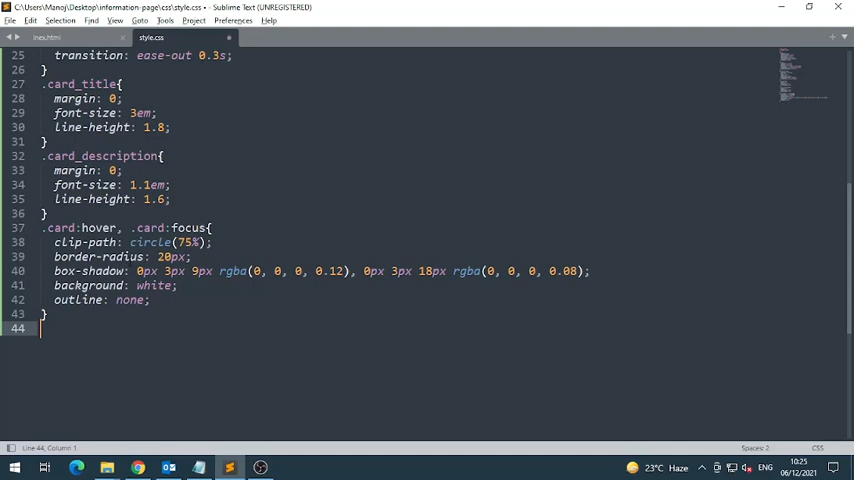 C:\Users\Manoj\Desktop\information-page\css\style.css • - Sublime Text (UNREGISTERED)
File Edit Selection Find View Goto Tools Project Preferences Help
inex.html style.css
25 transition: ease-out 0.3s;
26 }
27 .card_title{
28 margin: 0;
29 font-size: 3em;
30 line-height: 1.8;
31 }
32 .card_description{
33 margin: 0;
34 font-size: 1.1em;
35 line-height: 1.6;
36 }
37 .card:hover, .card:focus{
38 clip-path: circle(75%);
39 border-radius: 20px;
40 box-shadow: 0px 3px 9px rgba(0, 0, 0, 0.12), 0px 3px 18px rgba(0, 0, 0, 0.08);
41 background: white;
42 outline: none;
43 }
44
Line 44, Column 1 Spaces: 2 CSS
23°C Haze ENG 10:25
06/12/2021